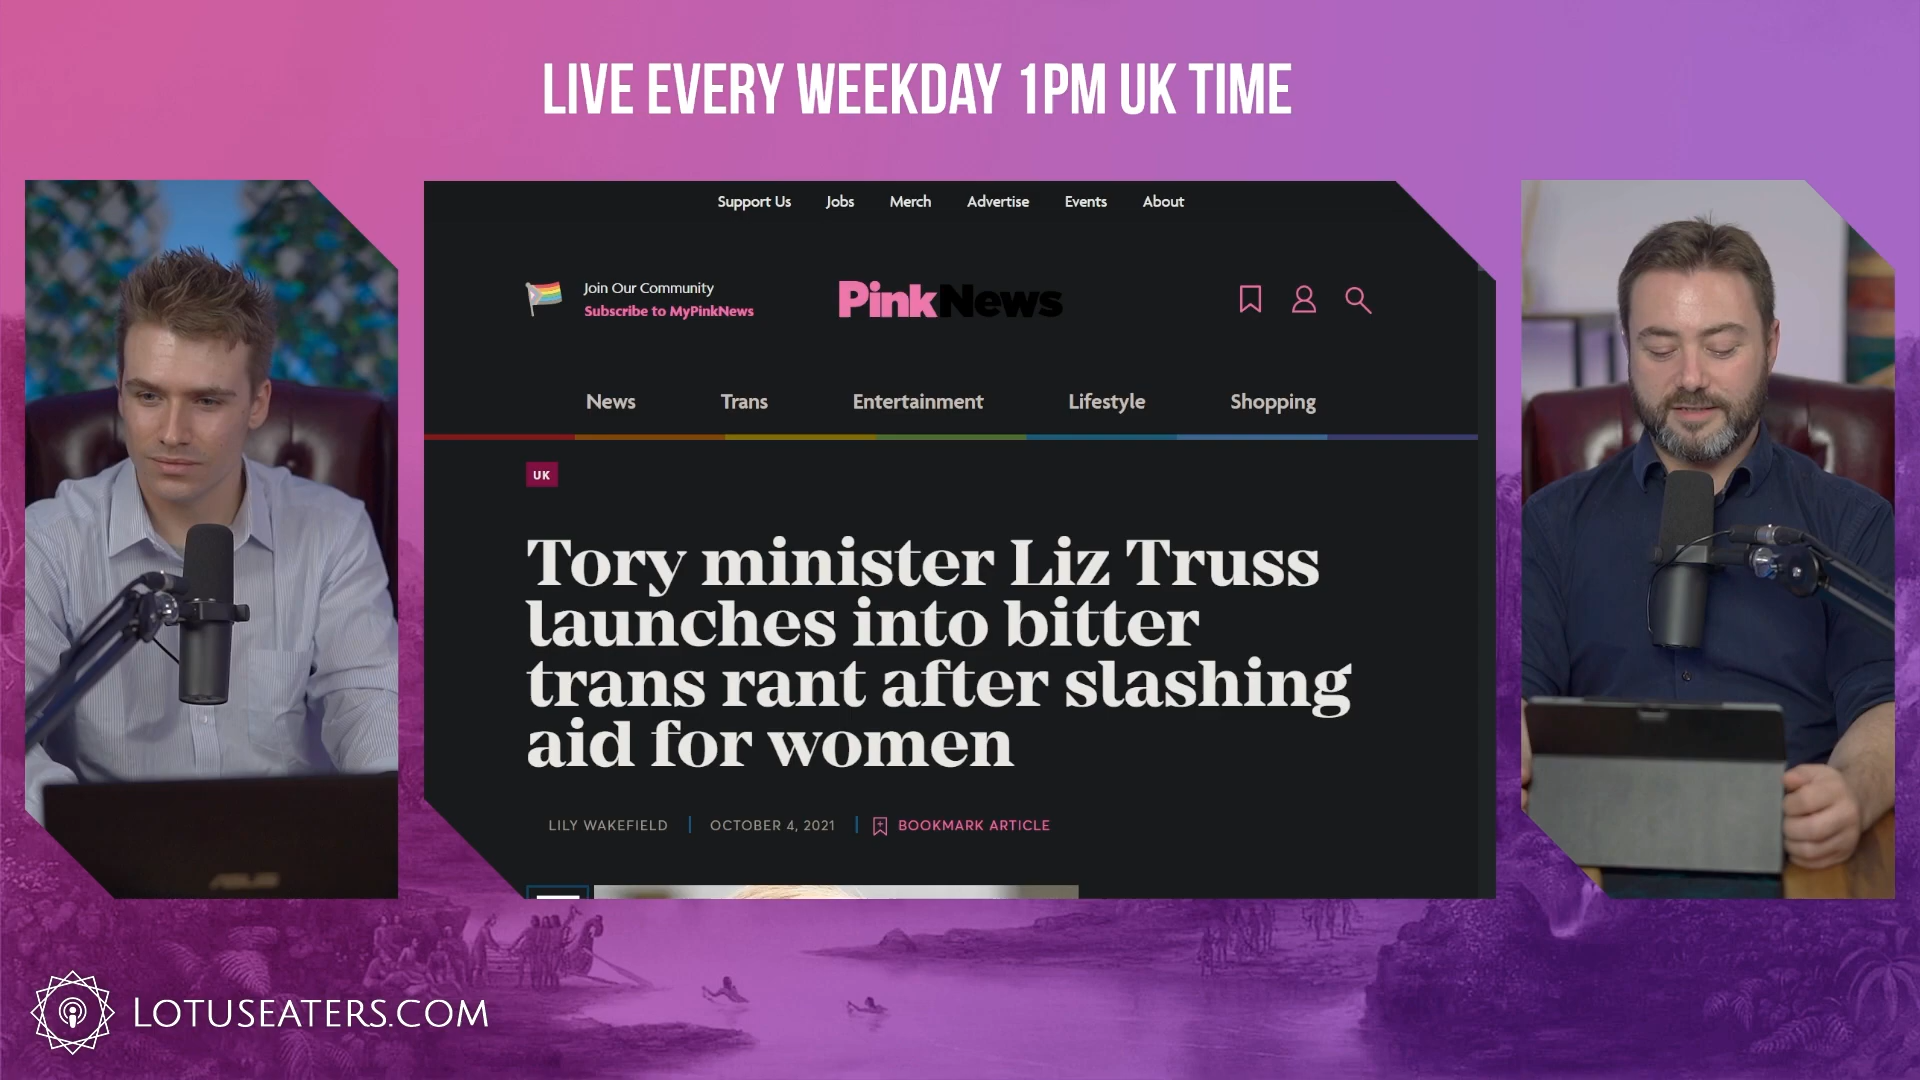 LIVE EVERY WEEKDAY 1PM UK TIME
Support Us Jobs Merch Advertise Events About
Join Our Community
Subscribe to MyPinkNews
PinkNews
News Trans Entertainment Lifestyle Shopping
UK
Tory minister Liz Truss
launches into bitter
trans rant after slashing
aid for women
LILY WAKEFIELD | OCTOBER 4, 2021 | BOOKMARK ARTICLE
ASUS
LOTUSEATERS.COM